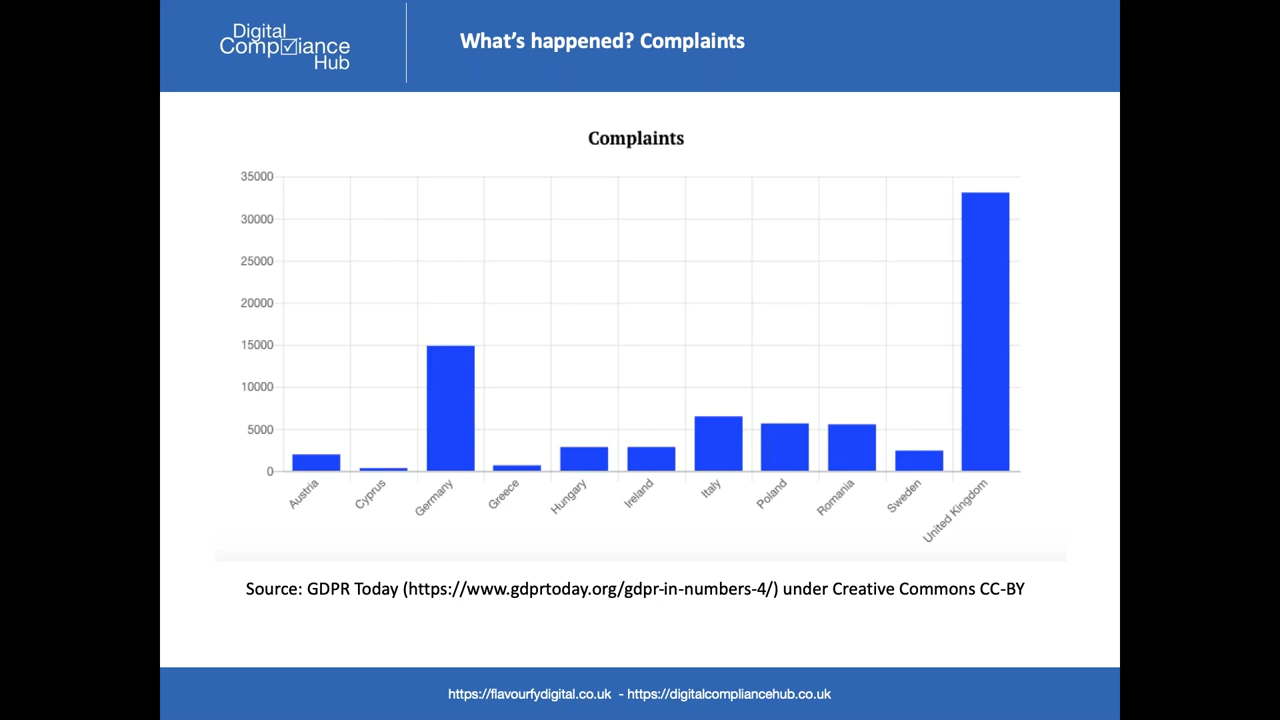 Digital
Compliance
Hub
What's happened? Complaints
Complaints
35000
30000
25000
20000
15000
10000
5000
0
Austria
Cyprus
Germany
Greece
Hungary
Ireland
Italy
Poland
Romania
Sweden
United Kingdom
Source: GDPR Today (https://www.gdprtoday.org/gdpr-in-numbers-4/) under Creative Commons CC-BY
https://flavourfydigital.co.uk - https://digitalcompliancehub.co.uk